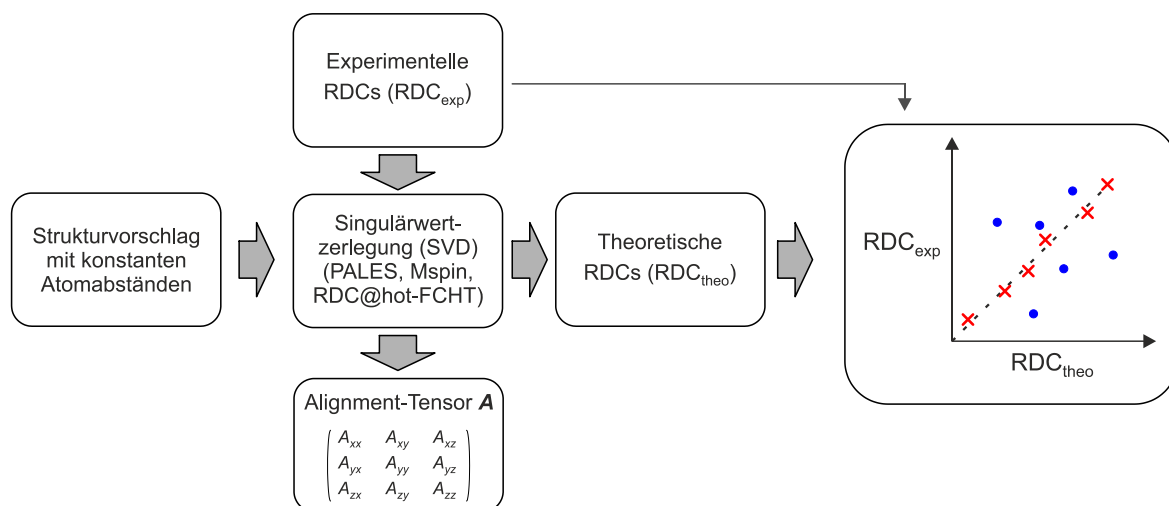 Experimentelle
RDCs (RDCexp)
Strukturvorschlag
mit konstanten
Atomabständen
Singulärwert-
zerlegung (SVD)
(PALES, Mspin,
RDC@hot-FCHT)
Theoretische
RDCs (RDCtheo)
RDCexp
RDCtheo
Alignment-Tensor A
Axx Axy Axz
Ayx Ayy Ayz
Azx Azy Azz